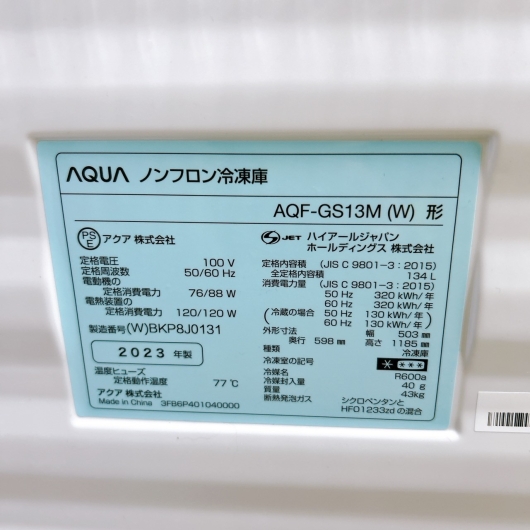 AQUA ノンフロン冷凍庫
AQF-GS13M (W) 形
PS
E
アクア 株式会社
定格電圧 100 V
定格周波数 50/60 Hz
電動機の
定格消費電力 76/88 W
電熱装置の
定格消費電力 120/120 W
製造番号(W)BKP8J0131
2023 年製
温度ヒューズ
定格動作温度 77℃
アクア 株式会社
Made in China 3FB6P401040000
S JET ハイアールジャパン
ホールディングス 株式会社
定格内容積 (JIS C 9801-3:2015)
全定格内容積 134 L
消費電力量 (JIS C 9801-3:2015)
50 Hz 320 kWh/年
60 Hz 320 kWh/年
(冷蔵の場合 50 Hz 130 kWh/年)
60 Hz 130 kWh/年
外形寸法 幅 503 mm
奥行 598 mm 高さ 1185 mm
種類 冷凍庫
冷凍室の記号 ****
冷媒名 R600a
冷媒封入量 40 g
質量 43kg
断熱発泡ガス シクロペンタンと
HFO1233zdの混合